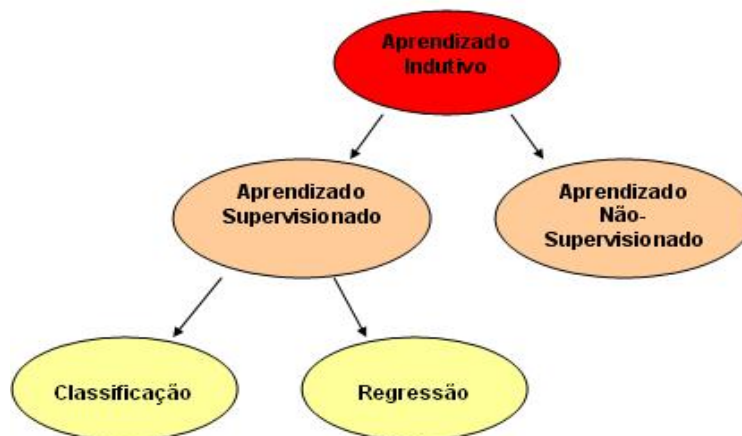 Aprendizado
Indutivo
Aprendizado
Supervisionado
Aprendizado
Não-
Supervisionado
Classificação
Regressão